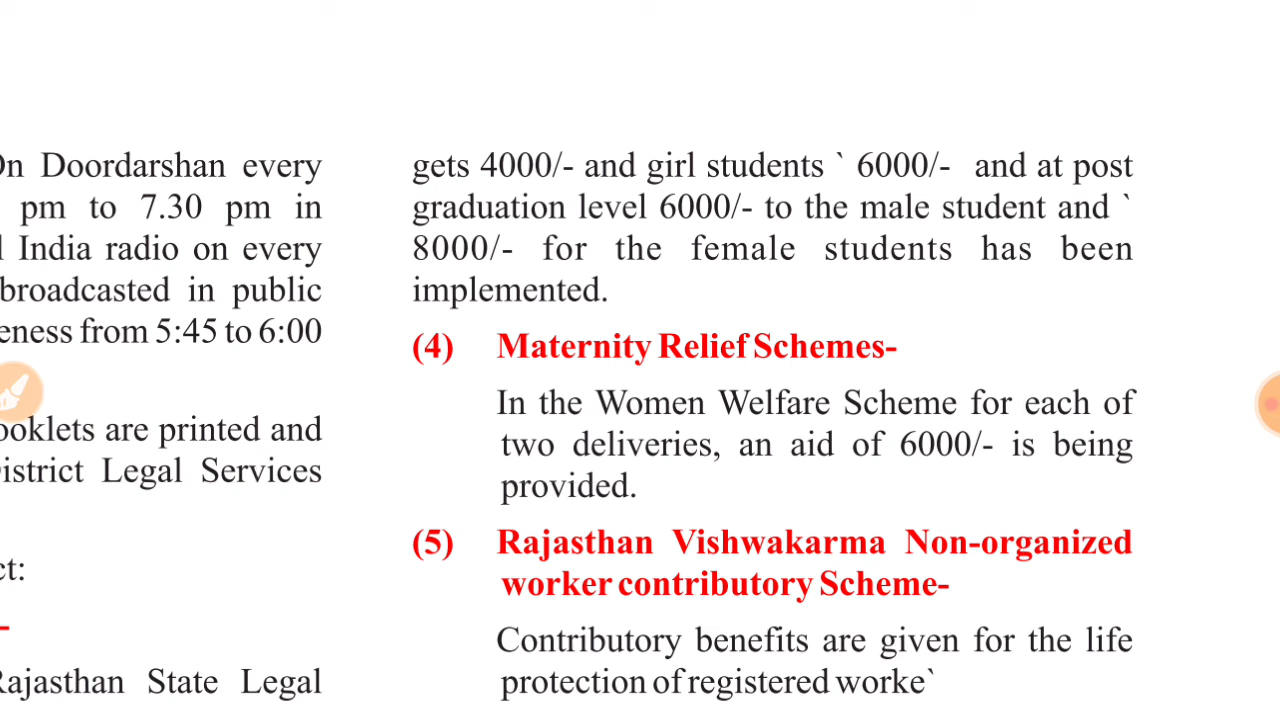 On Doordarshan every
pm to 7.30 pm in
India radio on every
broadcasted in public
from 5:45 to 6:00
are printed and
District Legal Services
-
Rajasthan State Legal
gets 4000/- and girl students ` 6000/- and at post
graduation level 6000/- to the male student and `
8000/- for the female students has been
implemented.
(4) Maternity Relief Schemes-
In the Women Welfare Scheme for each of
two deliveries, an aid of 6000/- is being
provided.
(5) Rajasthan Vishwakarma Non-organized
worker contributory Scheme-
Contributory benefits are given for the life
protection of registered worke`